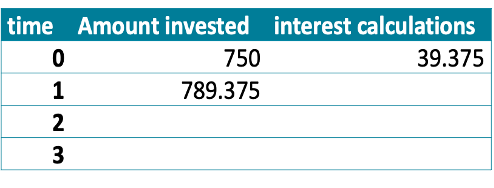 time Amount invested interest calculations
0 750 39.375
1 789.375
2
3